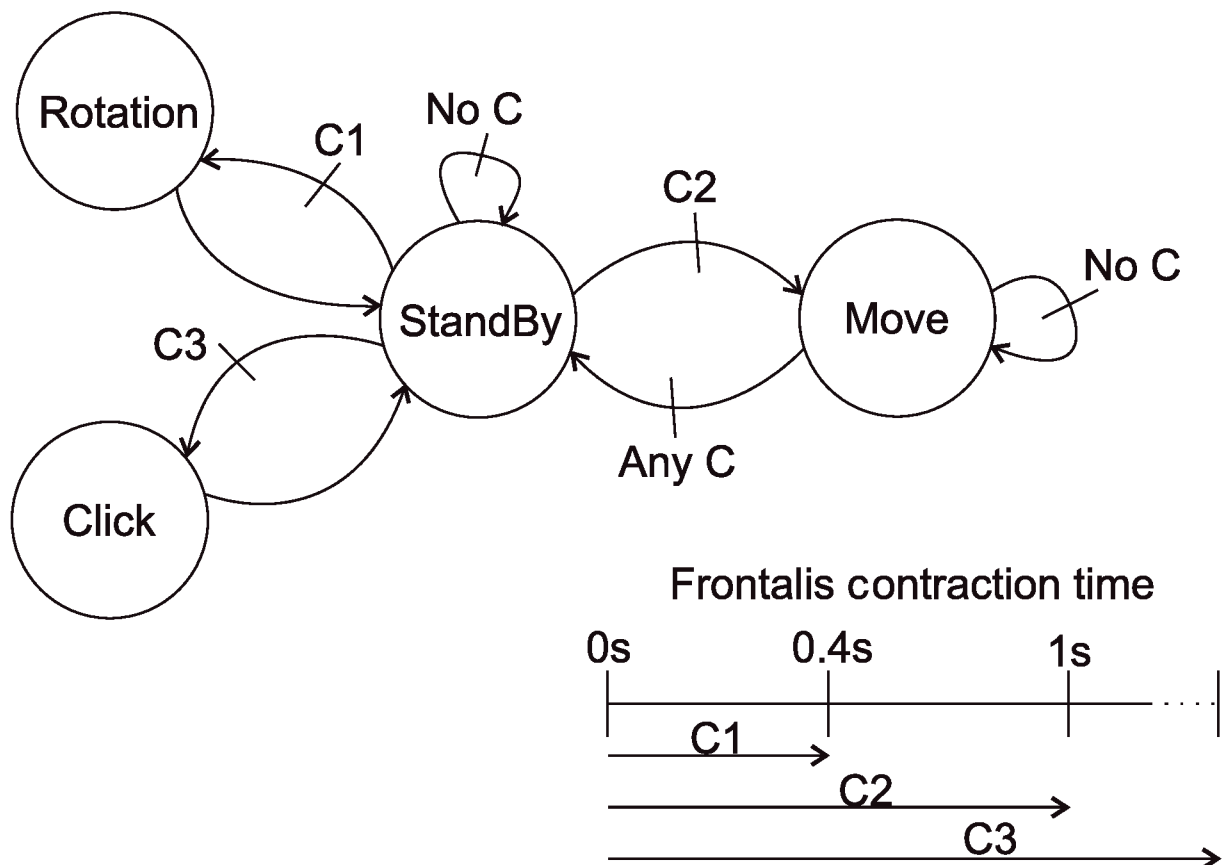 Rotation
C1
No C
C2
No C
StandBy
Move
C3
Any C
Click
Frontalis contraction time
0s 0.4s 1s
C1
C2
C3